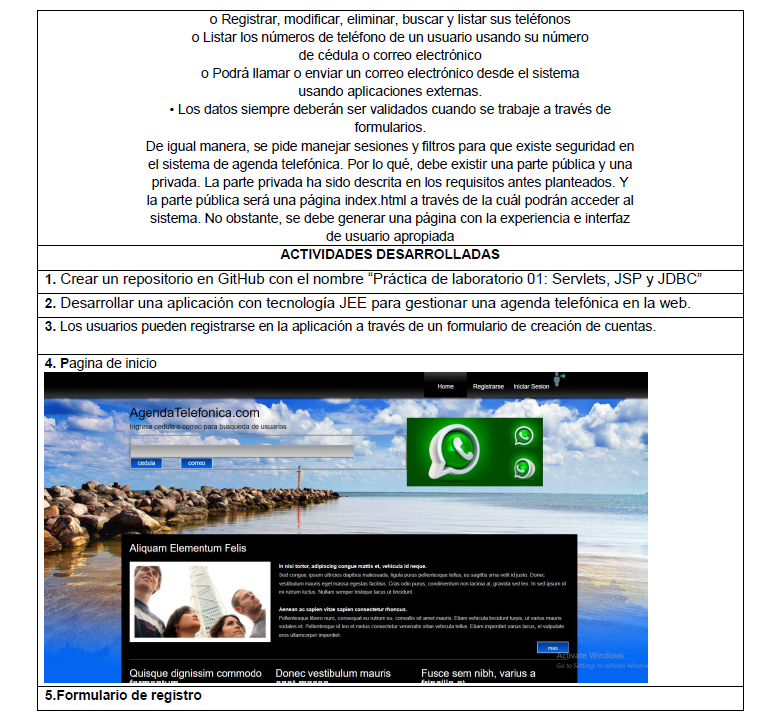 o Registrar, modificar, eliminar, buscar y listar sus teléfonos
o Listar los números de teléfono de un usuario usando su número
de cédula o correo electrónico
o Podrá llamar o enviar un correo electrónico desde el sistema
usando aplicaciones externas.
• Los datos siempre deberán ser validados cuando se trabaje a través de
formularios.
De igual manera, se pide manejar sesiones y filtros para que existe seguridad en
el sistema de agenda telefónica. Por lo qué, debe existir una parte pública y una
privada. La parte privada ha sido descrita en los requisitos antes planteados. Y
la parte pública será una página index.html a través de la cuál podrán acceder al
sistema. No obstante, se debe generar una página con la experiencia e interfaz
de usuario apropiada
ACTIVIDADES DESARROLLADAS
1. Crear un repositorio en GitHub con el nombre “Práctica de laboratorio 01: Servlets, JSP y JDBC”
2. Desarrollar una aplicación con tecnología JEE para gestionar una agenda telefónica en la web.
3. Los usuarios pueden registrarse en la aplicación a través de un formulario de creación de cuentas.
4. Pagina de inicio
Home Registrarse Iniciar Sesion
AgendaTelefonica.com
Ingrese cedula o correo para busqueda de usuarios
cedula correo
Aliquam Elementum Felis
In nisi tortor, adipiscing congue mattis et, vehicula id neque.
Sed congue, ipsum ultricies dapibus malesuada, ligula purus pellentesque tellus, eu sagittis urna velit id justo. Donec
vestibulum mauris eget massa egestas facilisis. Cras odio purus, condimentum non lacinia at, gravida sed leo. In sed ipsum id
mi rutrum luctus. Nullam semper tristique lacus ut tincidunt
Aenean ac sapien vitae sapien consectetur rhoncus.
Pellentesque libero nunc, consequat eu rutrum eu, convallis sit amet mauris. Etiam vehicula tincidunt turpis, ut varius mauris
sodales et. Pellentesque id leo et metus consectetur venenatis vitae vehicula tellus. Etiam imperdiet varius lacus, et vulputate
eros ullamcorper imperdiet.
mas
Activate Windows
Go to Settings to activate Window
Quisque dignissim commodo Donec vestibulum mauris Fusce sem nibh, varius a
5.Formulario de registro